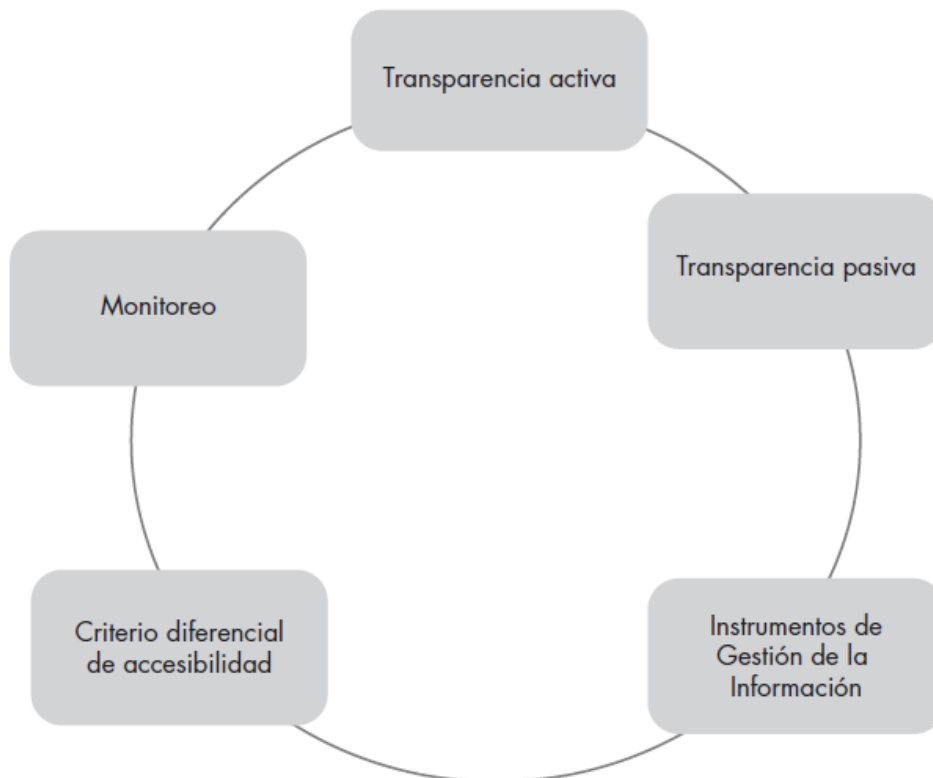 Transparencia activa
Transparencia pasiva
Monitoreo
Criterio diferencial
de accesibilidad
Instrumentos de
Gestión de la
Información